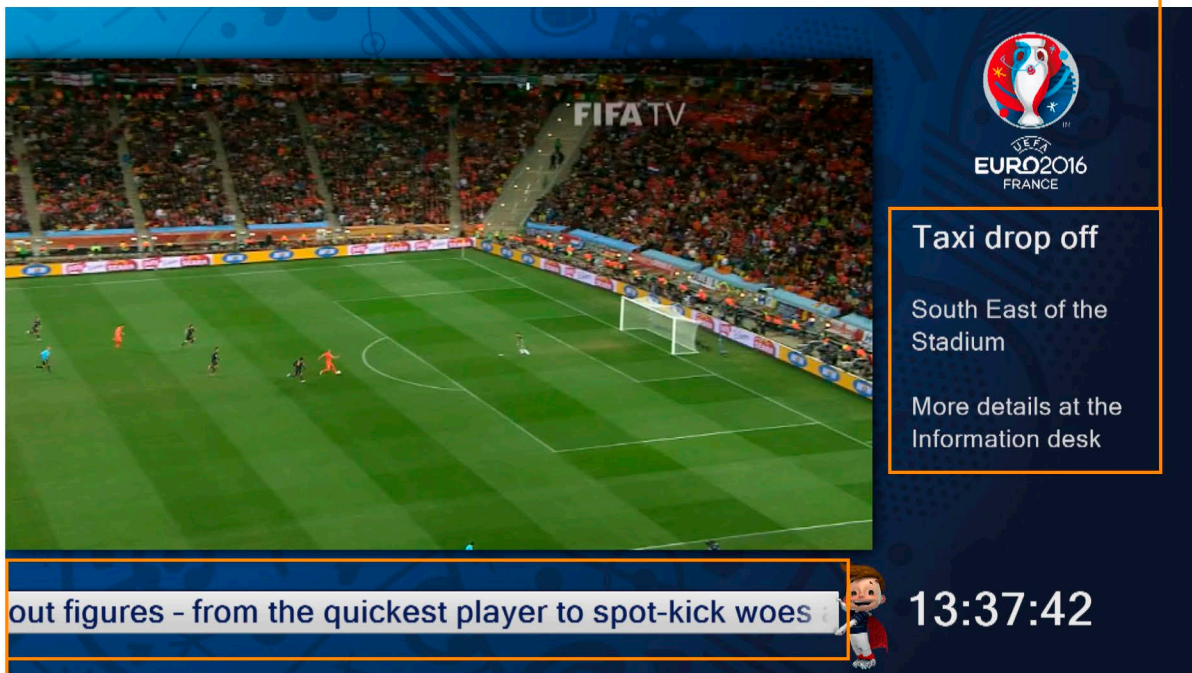 FIFA TV
UEFA
EURO2016
FRANCE
Taxi drop off
South East of the
Stadium
More details at the
Information desk
out figures - from the quickest player to spot-kick woes
13:37:42